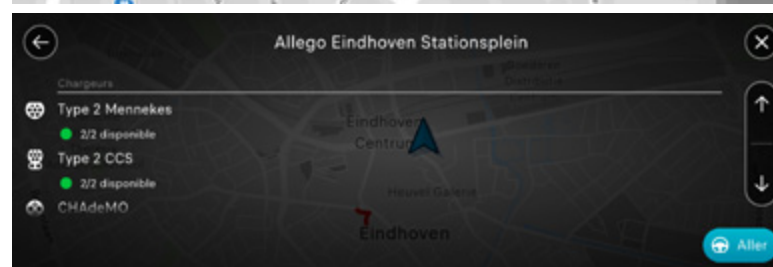 Allego Eindhoven Stationsplein
Chargeurs
Type 2 Mennekes
2/2 disponible
Type 2 CCS
2/2 disponible
CHAdeMO
Eindhoven
Centrum
Heuvel Galerie
Eindhoven
Aller